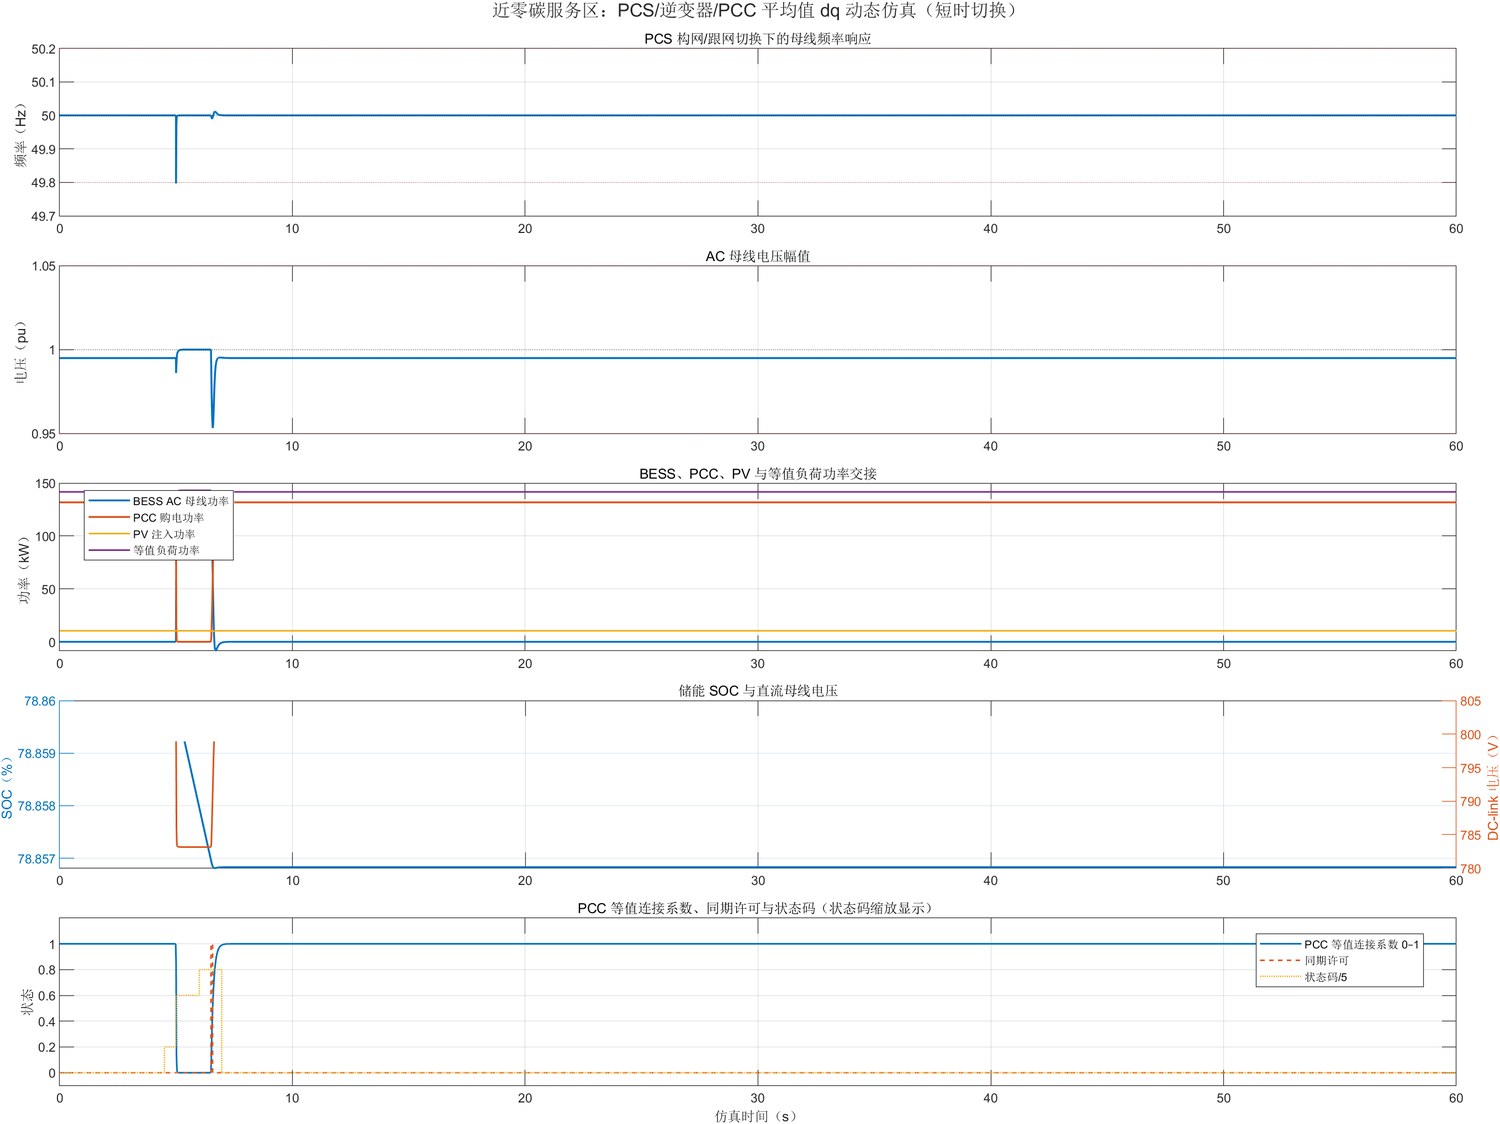 近零碳服务区：PCS/逆变器/PCC 平均值 dq 动态仿真（短时切换）
PCS 构网/跟网切换下的母线频率响应
频率（Hz）
50.2
50.1
50
49.9
49.8
49.7
0 10 20 30 40 50 60
AC 母线电压幅值
电压（pu）
1.05
1
0.95
0 10 20 30 40 50 60
BESS、PCC、PV 与等值负荷功率交接
功率（kW）
150
100
50
0
BESS AC 母线功率
PCC 购电功率
PV 注入功率
等值负荷功率
0 10 20 30 40 50 60
储能 SOC 与直流母线电压
SOC（%）
78.86
78.859
78.858
78.857
805
800
795
790
785
780
DC-link 电压（V）
0 10 20 30 40 50 60
PCC 等值连接系数、同期许可与状态码（状态码缩放显示）
状态
1
0.8
0.6
0.4
0.2
0
PCC 等值连接系数 0-1
同期许可
状态码/5
0 10 20 30 40 50 60
仿真时间（s）